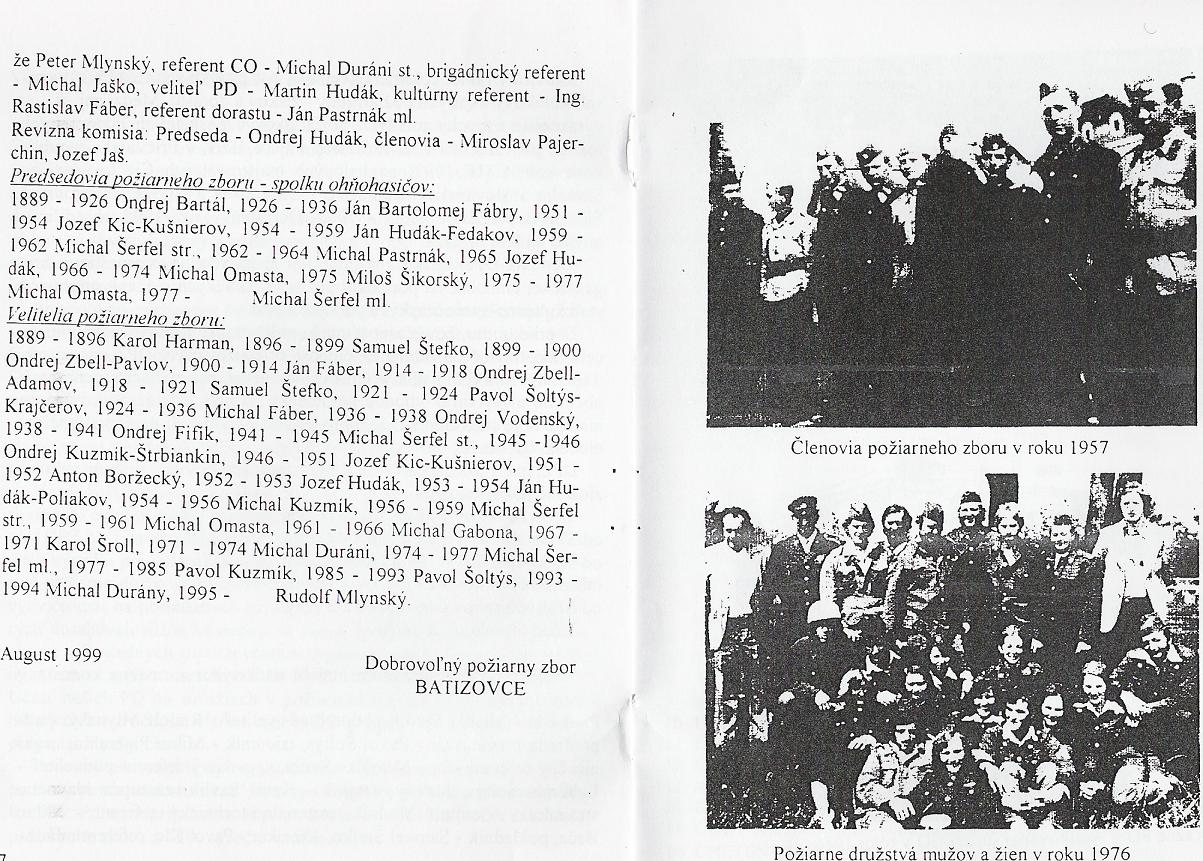 že Peter Mlynský, referent CO - Michal Duráni st., brigádnický referent
- Michal Jaško, veliteľ PD - Martin Hudák, kultúrny referent - Ing.
Rastislav Fáber, referent dorastu - Ján Pastrnák ml.
Revízna komisia: Predseda - Ondrej Hudák, členovia - Miroslav Pajer-
chin, Jozef Jaš.
Predsedovia požiarneho zboru - spolku ohňohasičov:
1889 - 1926 Ondrej Bartál, 1926 - 1936 Ján Bartolomej Fábry, 1951 -
1954 Jozef Kic-Kušnierov, 1954 - 1959 Ján Hudák-Fedakov, 1959 -
1962 Michal Šerfel str., 1962 - 1964 Michal Pastrnák, 1965 Jozef Hu-
dák, 1966 - 1974 Michal Omasta, 1975 Miloš Šikorský, 1975 - 1977
Michal Omasta, 1977 - Michal Šerfel ml.
Velitelia požiarneho zboru:
1889 - 1896 Karol Harman, 1896 - 1899 Samuel Štefko, 1899 - 1900
Ondrej Zbell-Pavlov, 1900 - 1914 Ján Fáber, 1914 - 1918 Ondrej Zbell-
Adamov, 1918 - 1921 Samuel Štefko, 1921 - 1924 Pavol Šoltýs-
Krajčerov, 1924 - 1936 Michal Fáber, 1936 - 1938 Ondrej Vodenský,
1938 - 1941 Ondrej Fifik, 1941 - 1945 Michal Šerfel st., 1945 -1946
Ondrej Kuzmik-Štrbiankin, 1946 - 1951 Jozef Kic-Kušnierov, 1951 -
1952 Anton Boržecký, 1952 - 1953 Jozef Hudák, 1953 - 1954 Ján Hu-
dák-Poliakov, 1954 - 1956 Michal Kuzmík, 1956 - 1959 Michal Šerfel
str., 1959 - 1961 Michal Omasta, 1961 - 1966 Michal Gabona, 1967 -
1971 Karol Šroll, 1971 - 1974 Michal Duráni, 1974 - 1977 Michal Šer-
fel ml., 1977 - 1985 Pavol Kuzmík, 1985 - 1993 Pavol Šoltýs, 1993 -
1994 Michal Durány, 1995 - Rudolf Mlynský.
August 1999
Dobrovoľný požiarny zbor
BATIZOVCE
Členovia požiarneho zboru v roku 1957
Požiarne družstvá mužov a žien v roku 1976